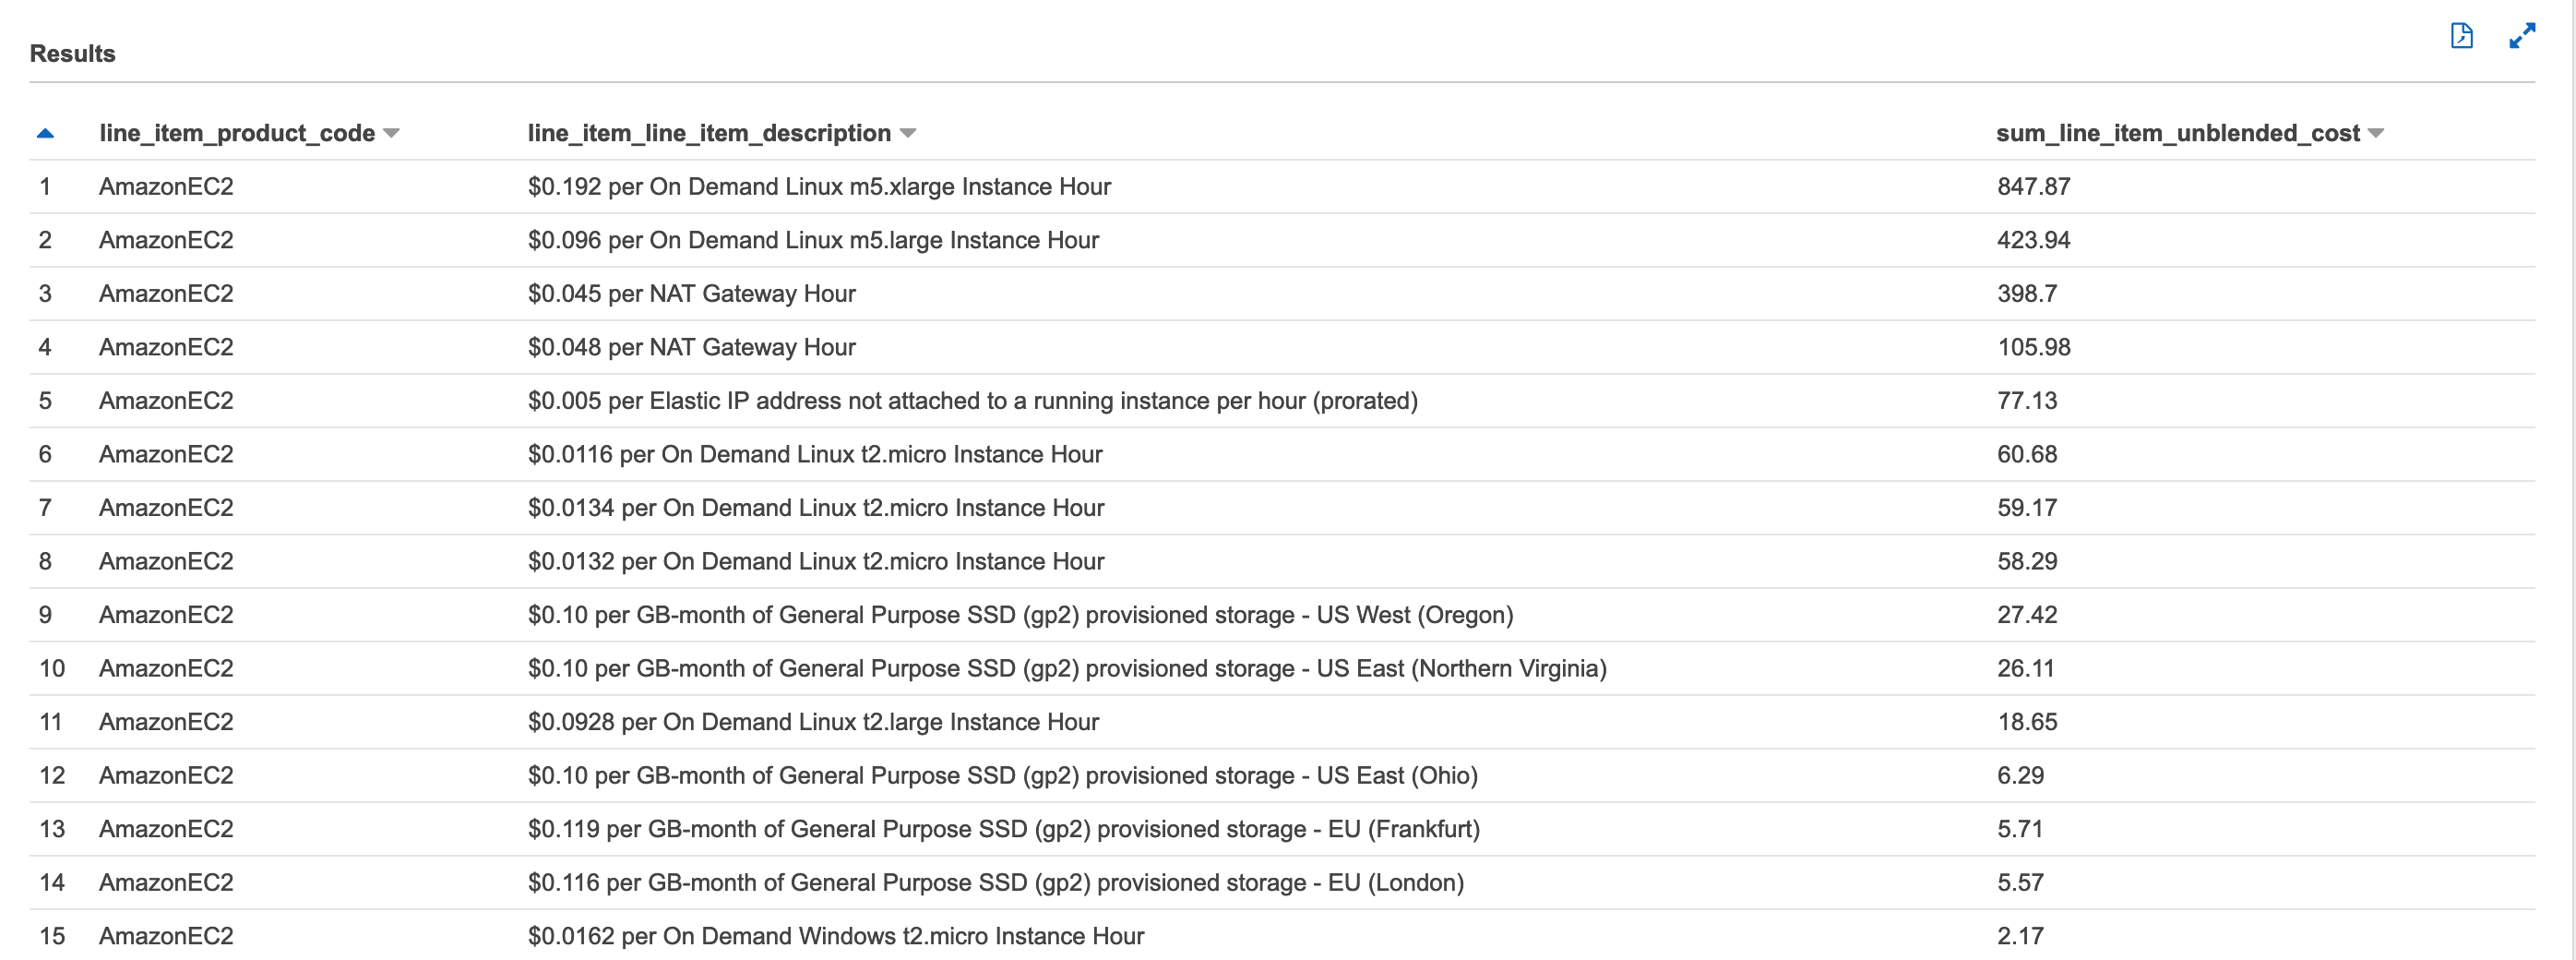 Results
line_item_product_code line_item_line_item_description sum_line_item_unblended_cost
1 AmazonEC2 $0.192 per On Demand Linux m5.xlarge Instance Hour 847.87
2 AmazonEC2 $0.096 per On Demand Linux m5.large Instance Hour 423.94
3 AmazonEC2 $0.045 per NAT Gateway Hour 398.7
4 AmazonEC2 $0.048 per NAT Gateway Hour 105.98
5 AmazonEC2 $0.005 per Elastic IP address not attached to a running instance per hour (prorated) 77.13
6 AmazonEC2 $0.0116 per On Demand Linux t2.micro Instance Hour 60.68
7 AmazonEC2 $0.0134 per On Demand Linux t2.micro Instance Hour 59.17
8 AmazonEC2 $0.0132 per On Demand Linux t2.micro Instance Hour 58.29
9 AmazonEC2 $0.10 per GB-month of General Purpose SSD (gp2) provisioned storage - US West (Oregon) 27.42
10 AmazonEC2 $0.10 per GB-month of General Purpose SSD (gp2) provisioned storage - US East (Northern Virginia) 26.11
11 AmazonEC2 $0.0928 per On Demand Linux t2.large Instance Hour 18.65
12 AmazonEC2 $0.10 per GB-month of General Purpose SSD (gp2) provisioned storage - US East (Ohio) 6.29
13 AmazonEC2 $0.119 per GB-month of General Purpose SSD (gp2) provisioned storage - EU (Frankfurt) 5.71
14 AmazonEC2 $0.116 per GB-month of General Purpose SSD (gp2) provisioned storage - EU (London) 5.57
15 AmazonEC2 $0.0162 per On Demand Windows t2.micro Instance Hour 2.17